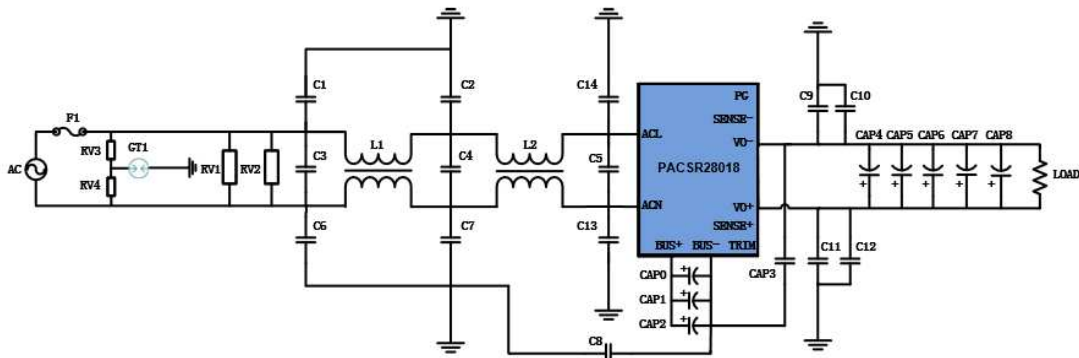 C1
C2
C14
PG
C9
C10
F1
SENSE-
L1
L2
ACL
VO-
CAP4
CAP5
CAP6
CAP7
CAP8
RV3
GT1
AC
RV1
RV2
C3
C4
C5
PACSR28018
LOAD
RV4
ACN
VO+
C6
C7
C13
SENSE+
BUS+
BUS-
TRIM
C11
C12
CAP0
CAP3
CAP1
CAP2
C8
+
+
+
+
+
+
+
+